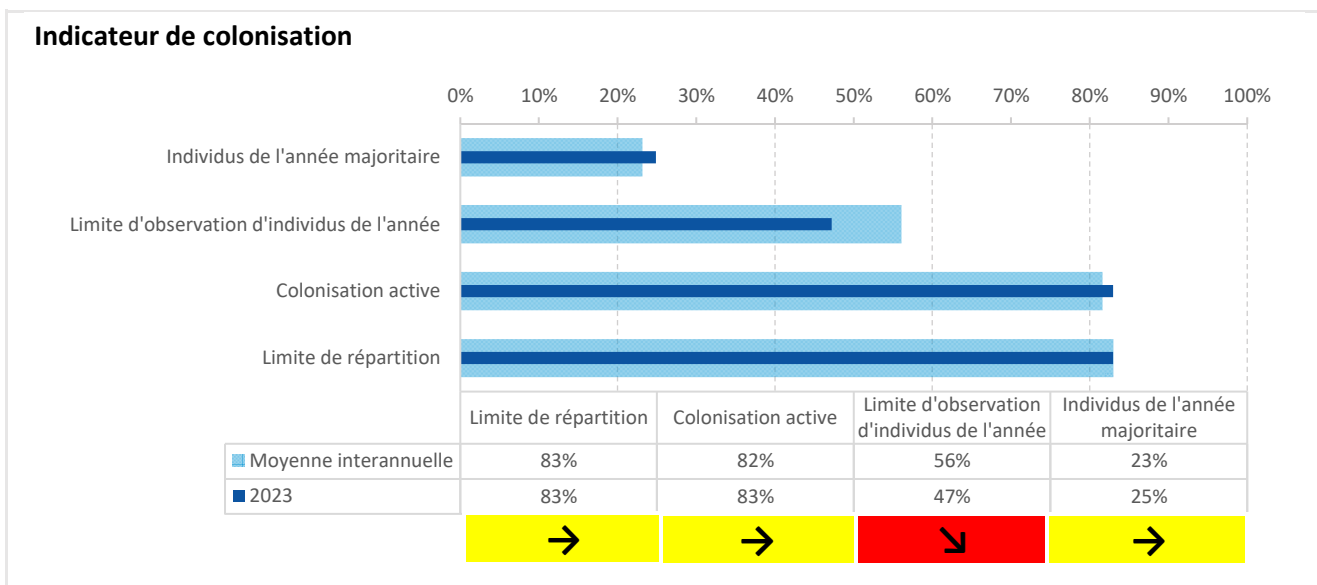 Indicateur de colonisation
0% 10% 20% 30% 40% 50% 60% 70% 80% 90% 100%
Individus de l'année majoritaire
Limite d'observation d'individus de l'année
Colonisation active
Limite de répartition
Limite de répartition Colonisation active Limite d'observation d'individus de l'année Individus de l'année majoritaire
Moyenne interannuelle 83% 82% 56% 23%
2023 83% 83% 47% 25%
→ → ↘ →